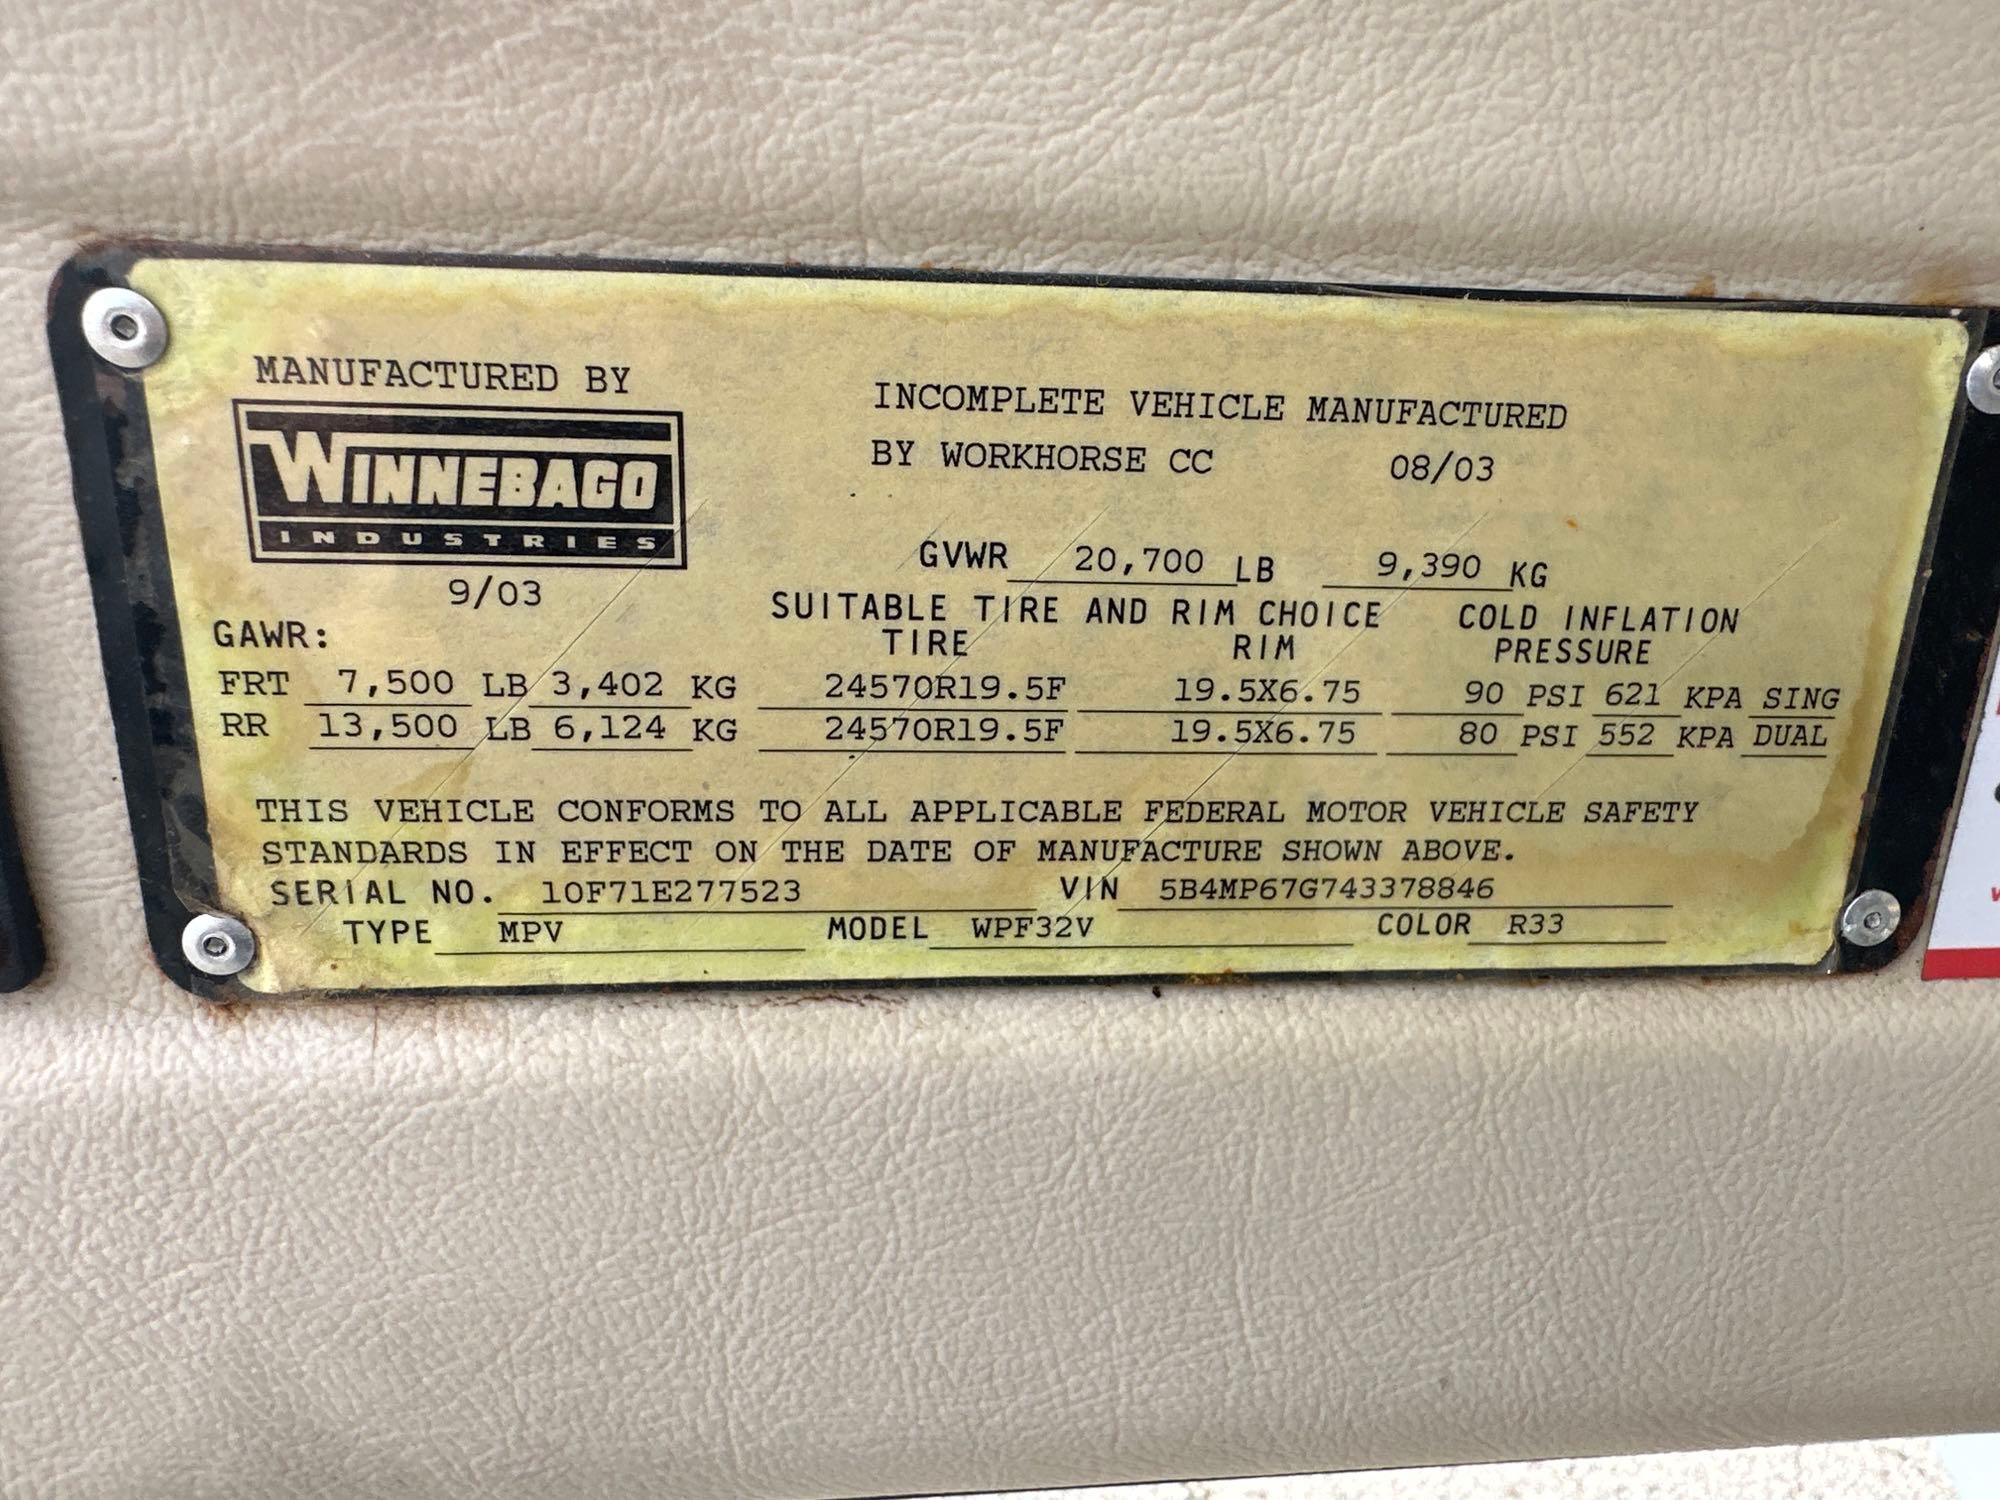 MANUFACTURED BY
WINNEBAGO
INDUSTRIES
9/03
INCOMPLETE VEHICLE MANUFACTURED
BY WORKHORSE CC 08/03
GVWR 20,700 LB 9,390 KG
SUITABLE TIRE AND RIM CHOICE COLD INFLATION
GAWR: TIRE RIM PRESSURE
FRT 7,500 LB 3,402 KG 24570R19.5F 19.5X6.75 90 PSI 621 KPA SING
RR 13,500 LB 6,124 KG 24570R19.5F 19.5X6.75 80 PSI 552 KPA DUAL
THIS VEHICLE CONFORMS TO ALL APPLICABLE FEDERAL MOTOR VEHICLE SAFETY
STANDARDS IN EFFECT ON THE DATE OF MANUFACTURE SHOWN ABOVE.
SERIAL NO. 10F71E277523 VIN 5B4MP67G743378846
TYPE MPV MODEL WPF32V COLOR R33